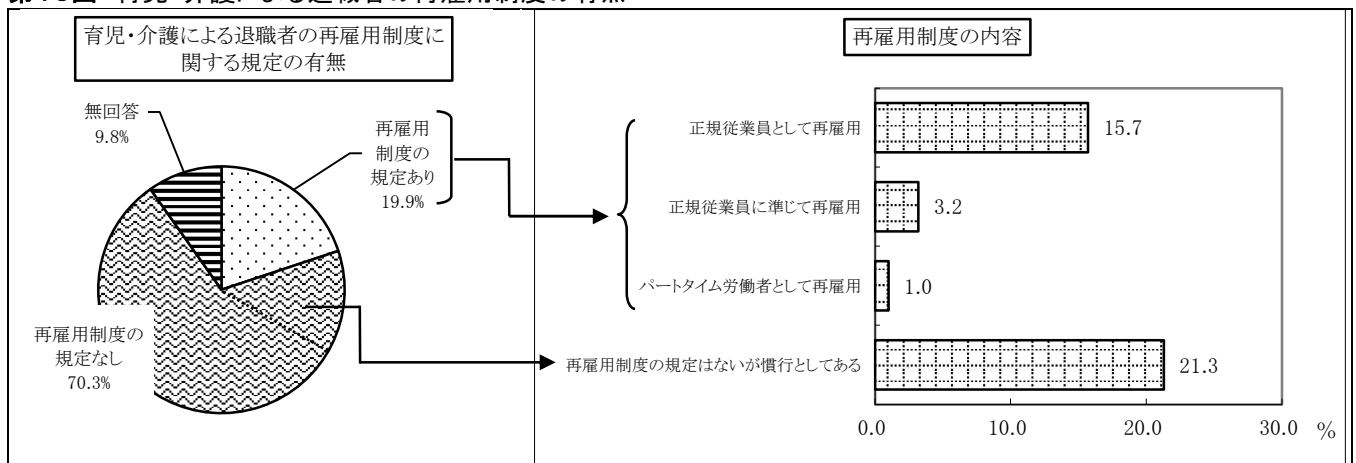 育児・介護による退職者の再雇用制度に
関する規定の有無
無回答
9.8%
再雇用
制度の
規定あり
19.9%
再雇用制度の
規定なし
70.3%
再雇用制度の内容
正規従業員として再雇用
15.7
正規従業員に準じて再雇用
3.2
パートタイム労働者として再雇用
1.0
再雇用制度の規定はないが慣行としてある
21.3
0.0 10.0 20.0 30.0 %